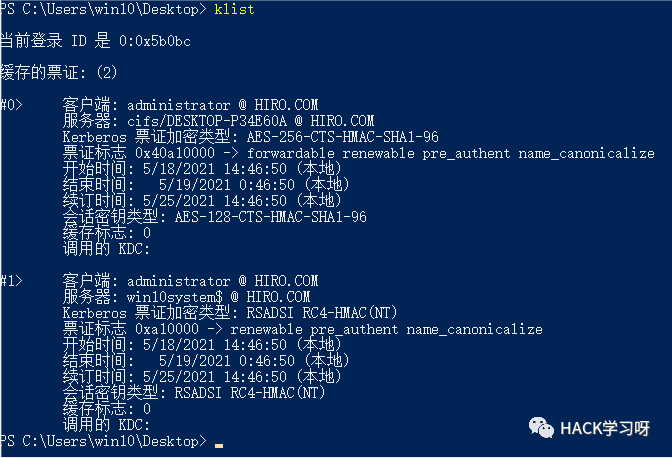 PS C:\Users\win10\Desktop> klist
当前登录 ID 是 0:0x5b0bc
缓存的票证: (2)
#0> 客户端: administrator @ HIRO.COM
服务器: cifs/DESKTOP-P34E60A @ HIRO.COM
Kerberos 票证加密类型: AES-256-CTS-HMAC-SHA1-96
票证标志 0x40a10000 -> forwardable renewable pre_authent name_canonicalize
开始时间: 5/18/2021 14:46:50 (本地)
结束时间: 5/19/2021 0:46:50 (本地)
续订时间: 5/25/2021 14:46:50 (本地)
会话密钥类型: AES-128-CTS-HMAC-SHA1-96
缓存标志: 0
调用的 KDC:
#1> 客户端: administrator @ HIRO.COM
服务器: win10system$ @ HIRO.COM
Kerberos 票证加密类型: RSADSI RC4-HMAC(NT)
票证标志 0xa10000 -> renewable pre_authent name_canonicalize
开始时间: 5/18/2021 14:46:50 (本地)
结束时间: 5/19/2021 0:46:50 (本地)
续订时间: 5/25/2021 14:46:50 (本地)
会话密钥类型: RSADSI RC4-HMAC(NT)
缓存标志: 0
调用的 KDC:
PS C:\Users\win10\Desktop>
HACK学习呀